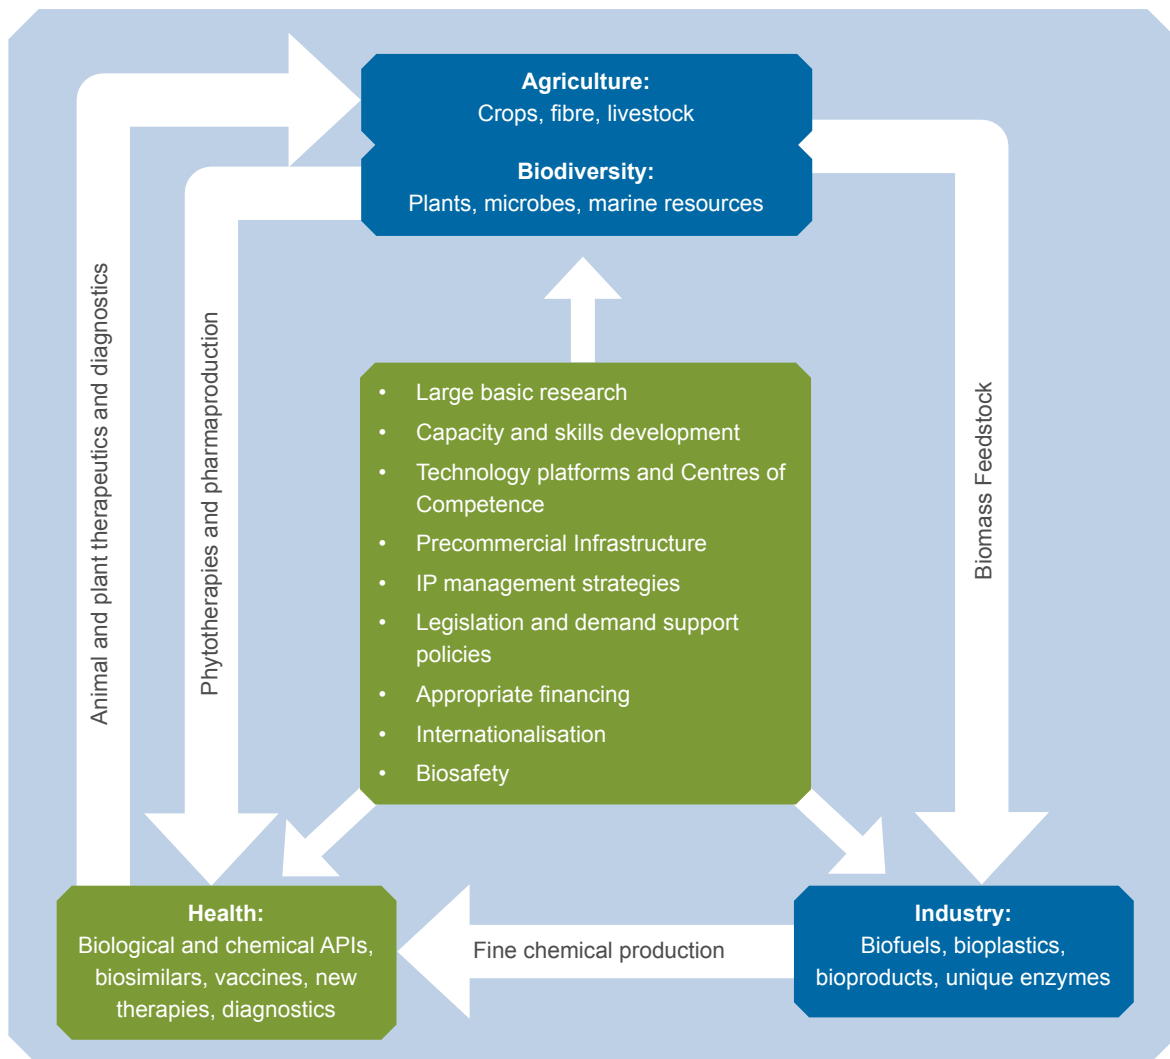 Agriculture:
Crops, fibre, livestock
Biodiversity:
Plants, microbes, marine resources
Animal and plant therapeutics and diagnostics
Phytotherapies and pharmaproduction
• Large basic research
• Capacity and skills development
• Technology platforms and Centres of
Competence
• Precommercial Infrastructure
• IP management strategies
• Legislation and demand support
policies
• Appropriate financing
• Internationalisation
• Biosafety
Biomass Feedstock
Health:
Biological and chemical APIs,
biosimilars, vaccines, new
therapies, diagnostics
Fine chemical production
Industry:
Biofuels, bioplastics,
bioproducts, unique enzymes